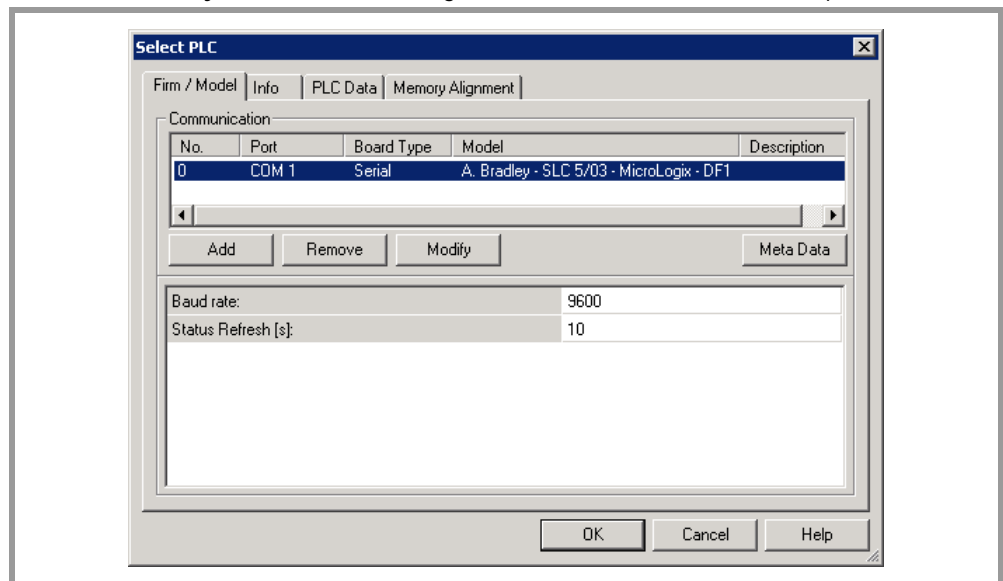 Select PLC
Firm / Model Info PLC Data Memory Alignment
Communication
No. Port Board Type Model Description
0 COM 1 Serial A. Bradley - SLC 5/03 - MicroLogix - DF1
Add Remove Modify Meta Data
Baud rate: 9600
Status Refresh [s]: 10
OK Cancel Help